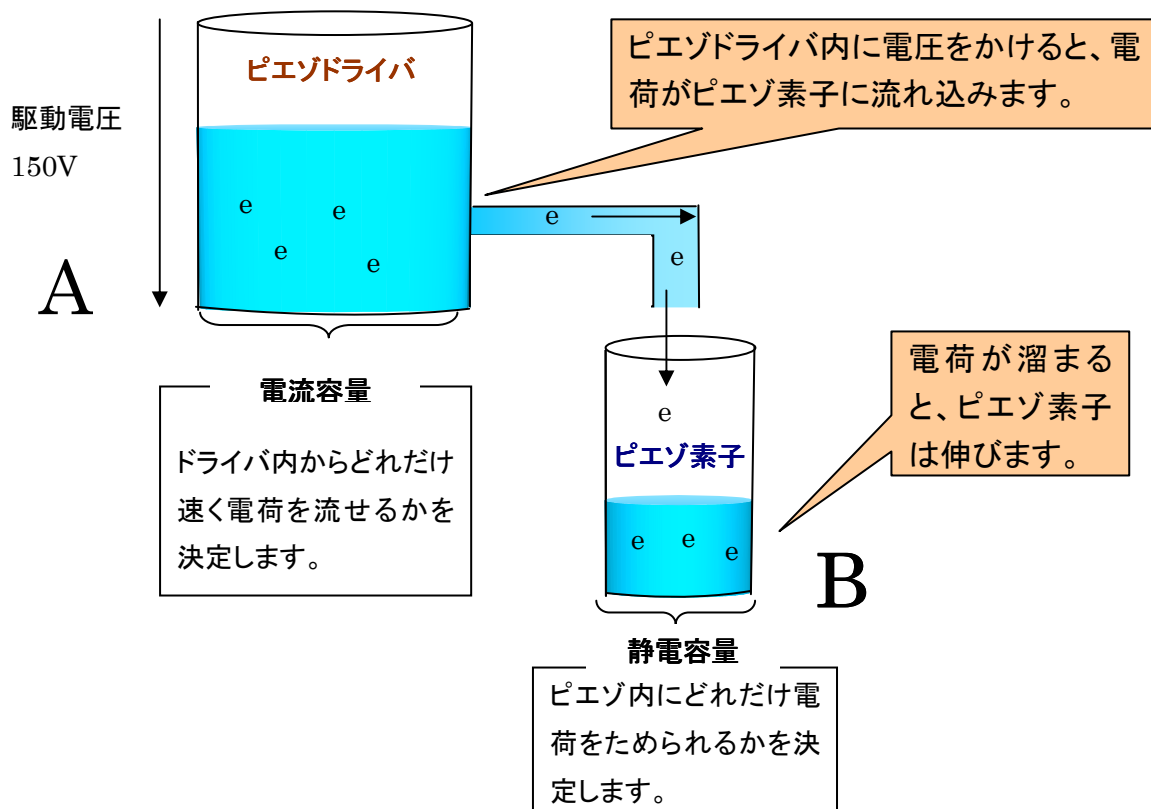 ピエゾドライバ
駆動電圧
150V
ピエゾドライバ内に電圧をかけると、電
荷がピエゾ素子に流れ込みます。
e
e
e
e
e
e
A
電流容量
ドライバ内からどれだけ
速く電荷を流せるかを
決定します。
e
ピエゾ素子
e
e
e
電荷が溜まる
と、ピエゾ素子
は伸びます。
B
静電容量
ピエゾ内にどれだけ電
荷をためられるかを決
定します。